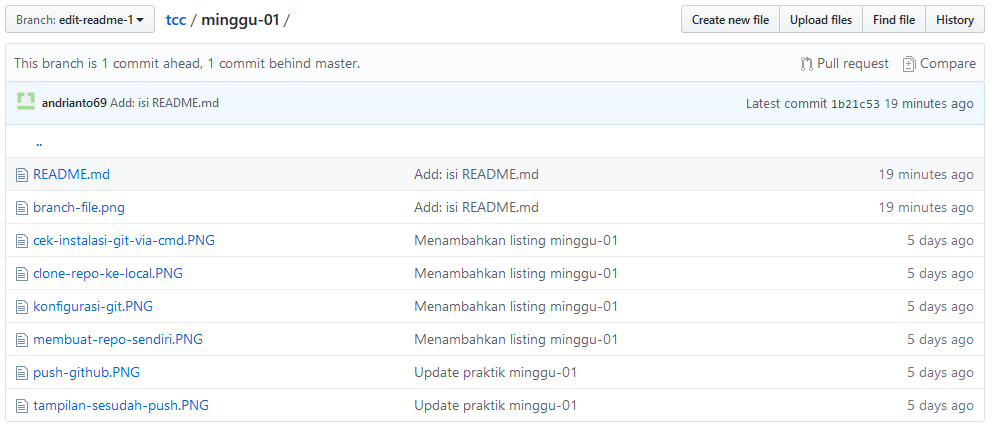 Branch: edit-readme-1 tcc / minggu-01 / Create new file Upload files Find file History
This branch is 1 commit ahead, 1 commit behind master. Pull request Compare
andrianto69 Add: isi README.md Latest commit 1b21c53 19 minutes ago
..
README.md Add: isi README.md 19 minutes ago
branch-file.png Add: isi README.md 19 minutes ago
cek-instalasi-git-via-cmd.PNG Menambahkan listing minggu-01 5 days ago
clone-repo-ke-local.PNG Menambahkan listing minggu-01 5 days ago
konfigurasi-git.PNG Menambahkan listing minggu-01 5 days ago
membuat-repo-sendiri.PNG Menambahkan listing minggu-01 5 days ago
push-github.PNG Update praktik minggu-01 5 days ago
tampilan-sesudah-push.PNG Update praktik minggu-01 5 days ago